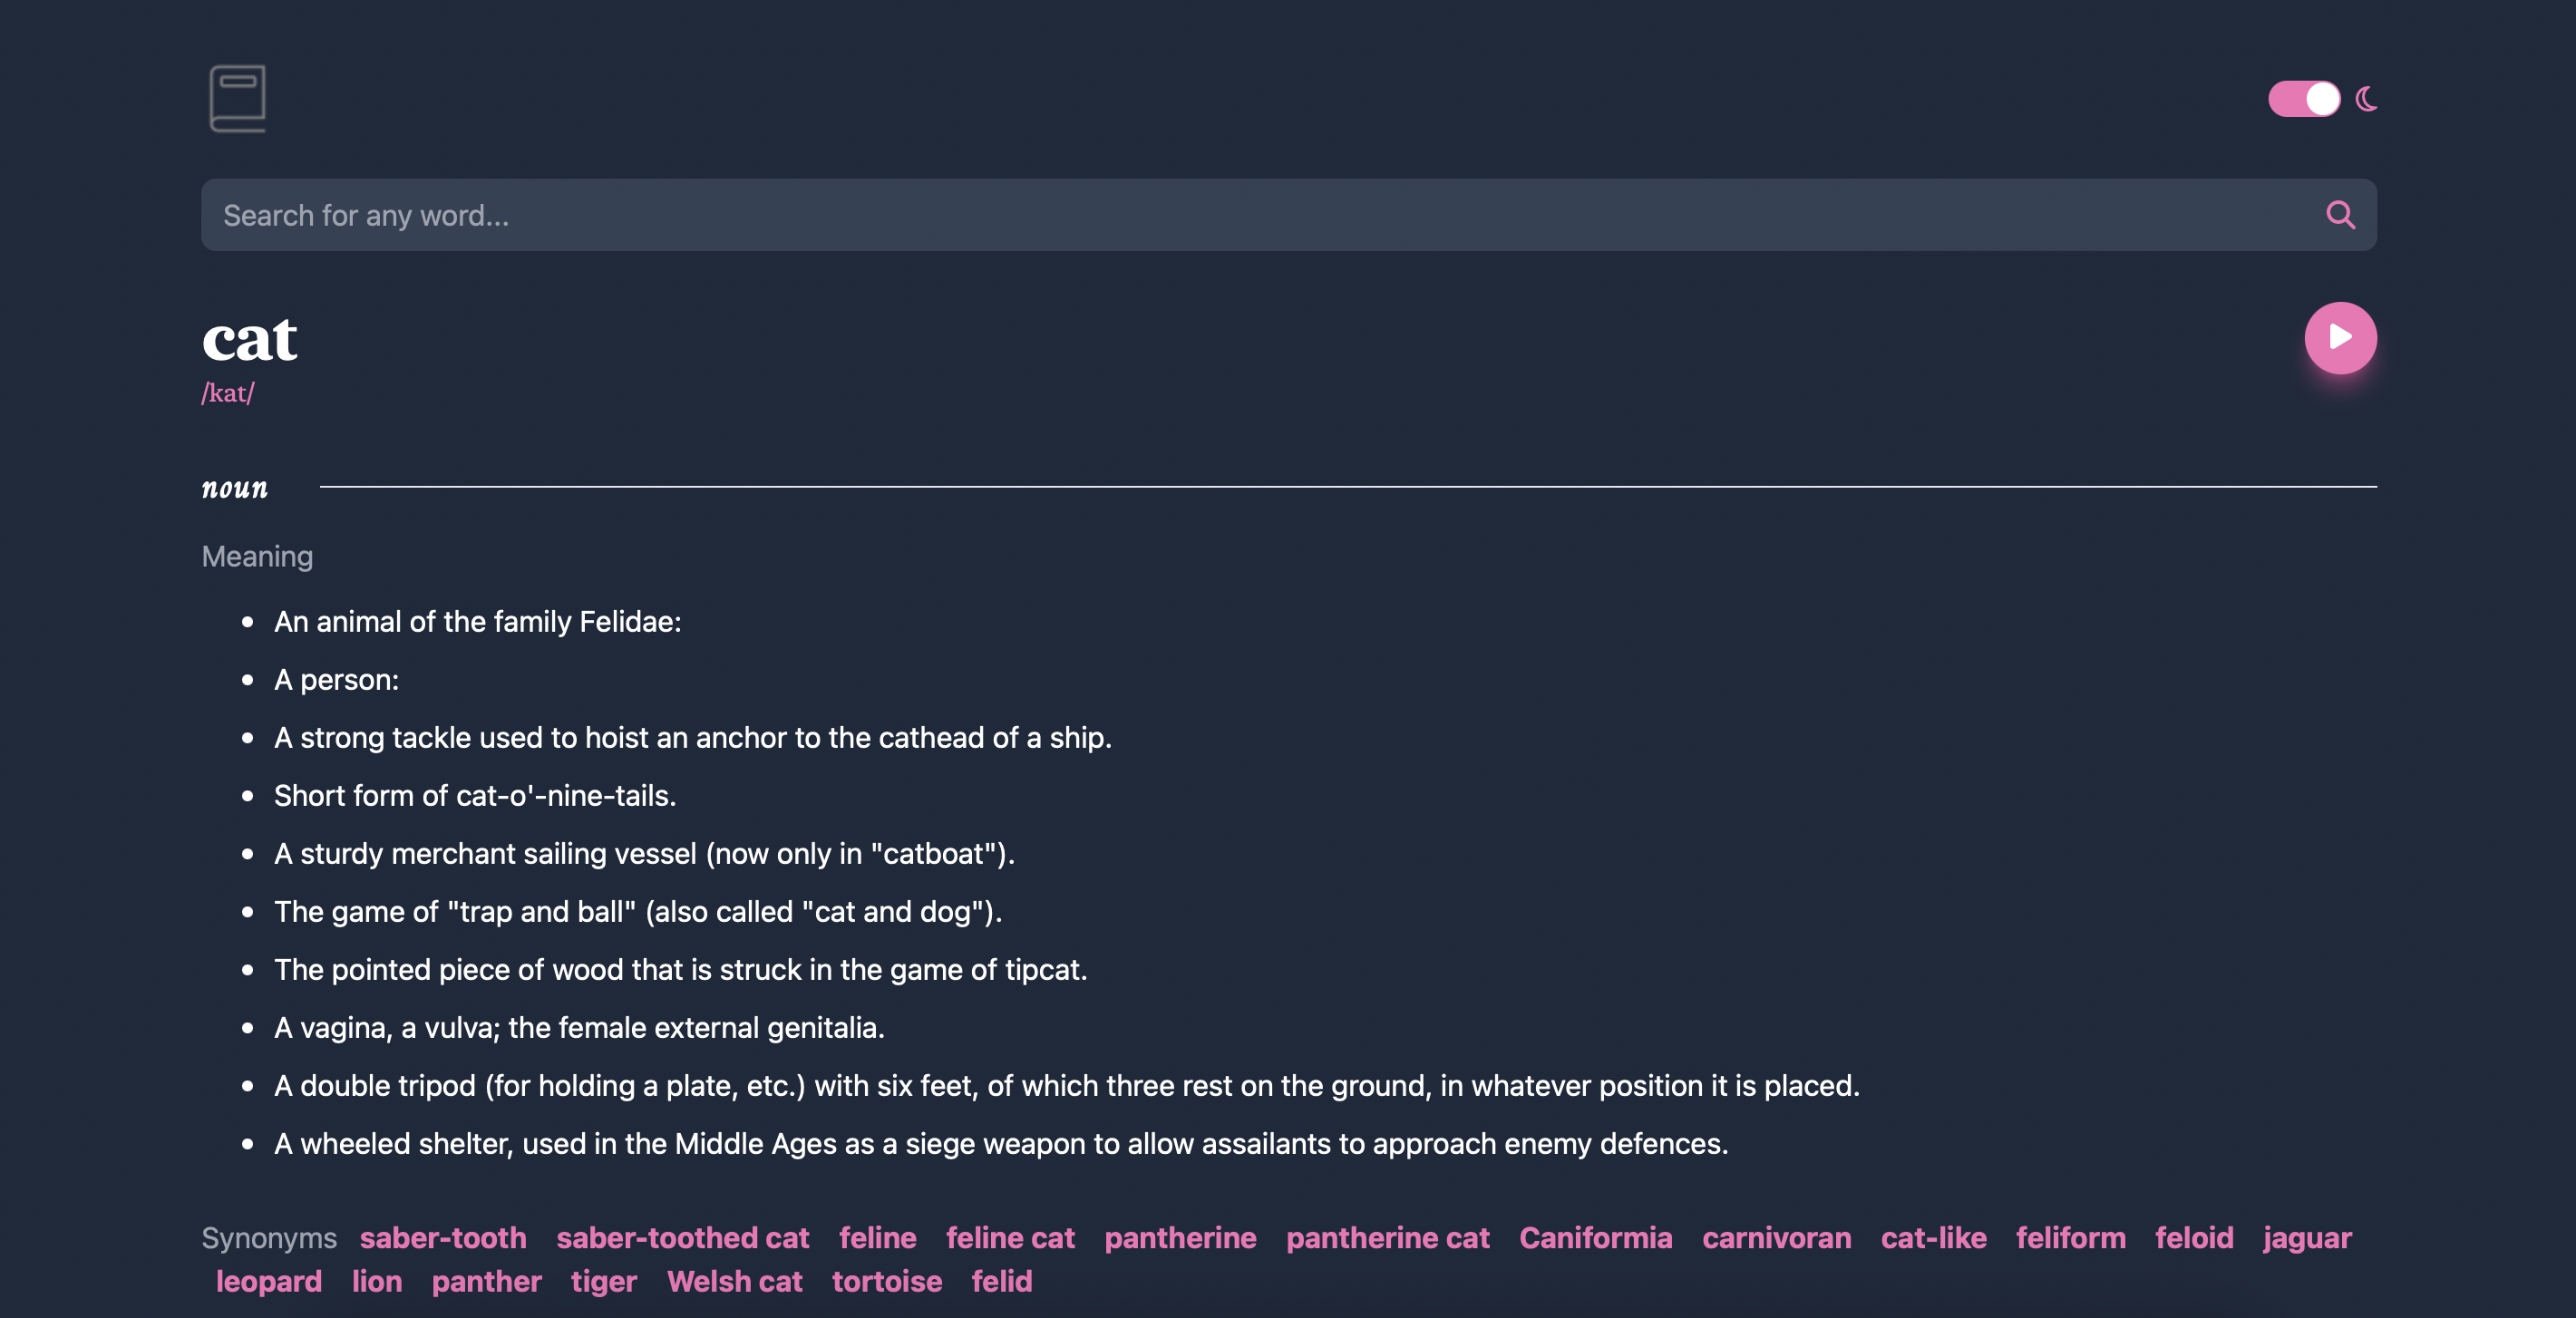 Search for any word...
cat
/kat/
noun
Meaning
An animal of the family Felidae:
A person:
A strong tackle used to hoist an anchor to the cathead of a ship.
Short form of cat-o'-nine-tails.
A sturdy merchant sailing vessel (now only in "catboat").
The game of "trap and ball" (also called "cat and dog").
The pointed piece of wood that is struck in the game of tipcat.
A vagina, a vulva; the female external genitalia.
A double tripod (for holding a plate, etc.) with six feet, of which three rest on the ground, in whatever position it is placed.
A wheeled shelter, used in the Middle Ages as a siege weapon to allow assailants to approach enemy defences.
Synonyms saber-tooth saber-toothed cat feline feline cat pantherine pantherine cat Caniformia carnivoran cat-like feliform feloid jaguar
leopard lion panther tiger Welsh cat tortoise felid